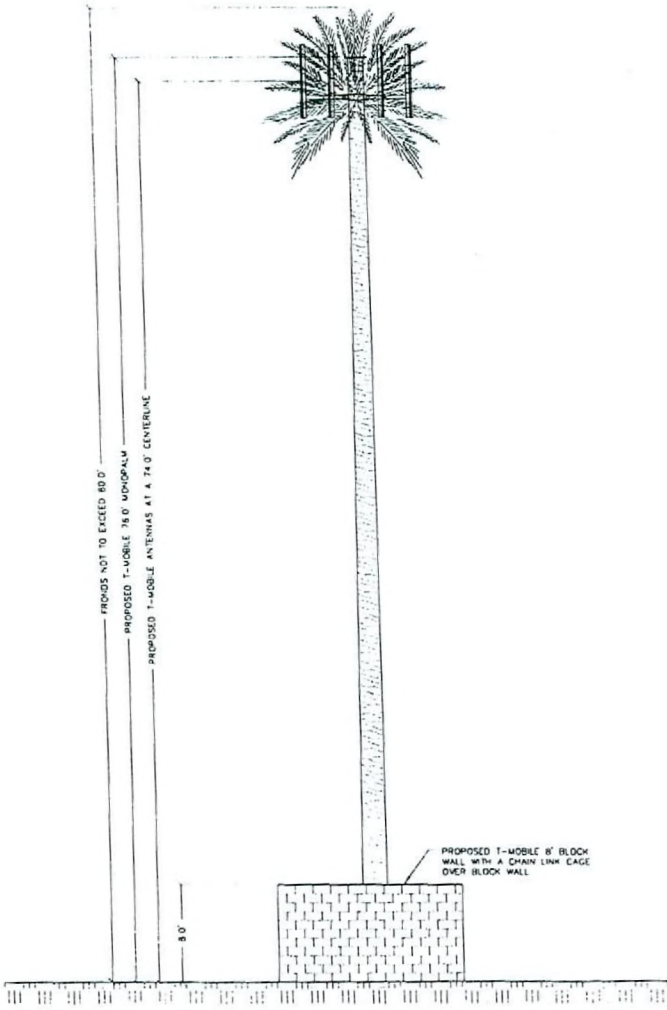 FRONDS NOT TO EXCEED 80.0'
PROPOSED T-MOBILE 76.0' MONOPALM
PROPOSED T-MOBILE ANTENNAS AT A 74.0' CENTERLINE
8.0'
PROPOSED T-MOBILE 8' BLOCK
WALL WITH A CHAIN LINK CAGE
OVER BLOCK WALL